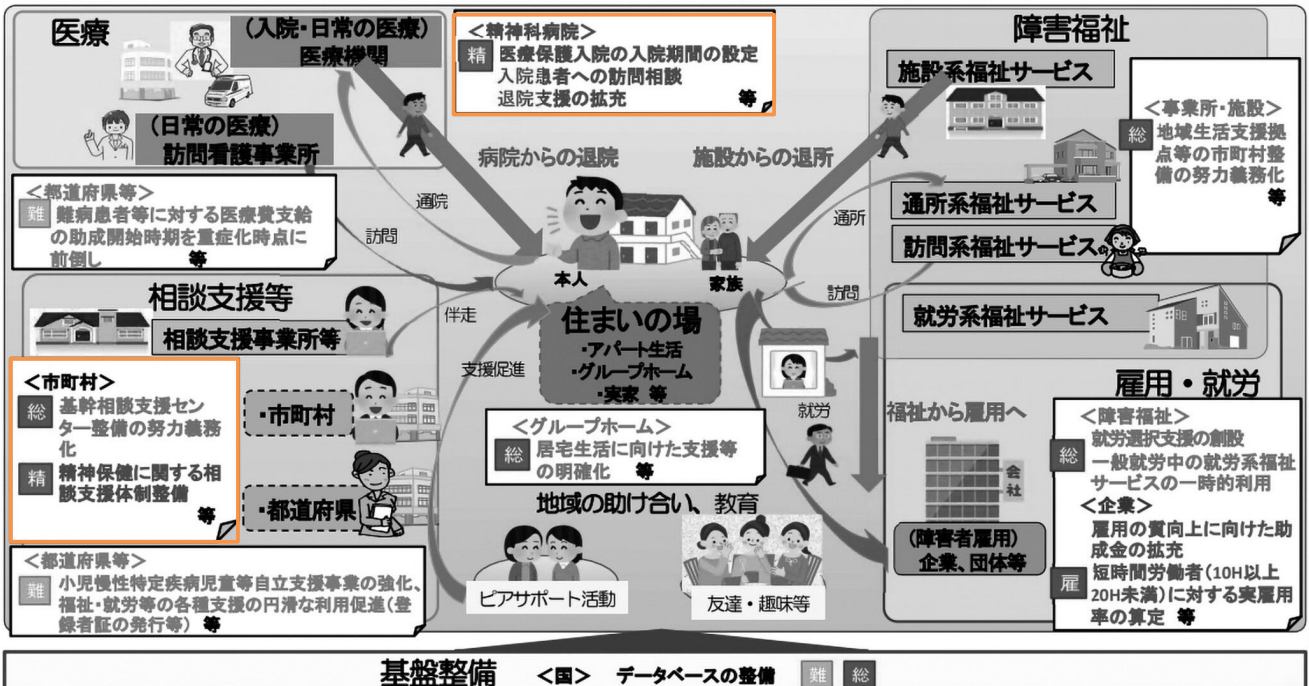 医療
(入院・日常の医療)
医療機関
(日常の医療)
訪問看護事業所
<都道府県等>
難 難病患者等に対する医療費支給
の助成開始時期を重症化時点に
前倒し 等
<精神科病院>
精 医療保護入院の入院期間の設定
入院患者への訪問相談
退院支援の拡充 等
病院からの退院
施設からの退所
通院
訪問
通所
訪問
本人
家族
住まいの場
・アパート生活
・グループホーム
・実家 等
伴走
支援促進
就労
障害福祉
施設系福祉サービス
通所系福祉サービス
訪問系福祉サービス
<事業所・施設>
総 地域生活支援拠
点等の市町村整
備の努力義務化
等
就労系福祉サービス
相談支援等
相談支援事業所等
<市町村>
総 基幹相談支援セン
ター整備の努力義務
化
精 精神保健に関する相
談支援体制整備
等
・市町村
・都道府県
<都道府県等>
難 小児慢性特定疾病児童等自立支援事業の強化、
福祉・就労等の各種支援の円滑な利用促進(登
録者証の発行等) 等
<グループホーム>
総 居宅生活に向けた支援等
の明確化 等
地域の助け合い、教育
ピアサポート活動
友達・趣味等
雇用・就労
福祉から雇用へ
会社
(障害者雇用)
企業、団体等
<障害福祉>
就労選択支援の創設
総 一般就労中の就労系福祉
サービスの一時的利用
<企業>
雇用の質向上に向けた助
成金の拡充
雇 短時間労働者(10H以上
20H未満)に対する実雇用
率の算定 等
基盤整備 <国> データベースの整備 難 総